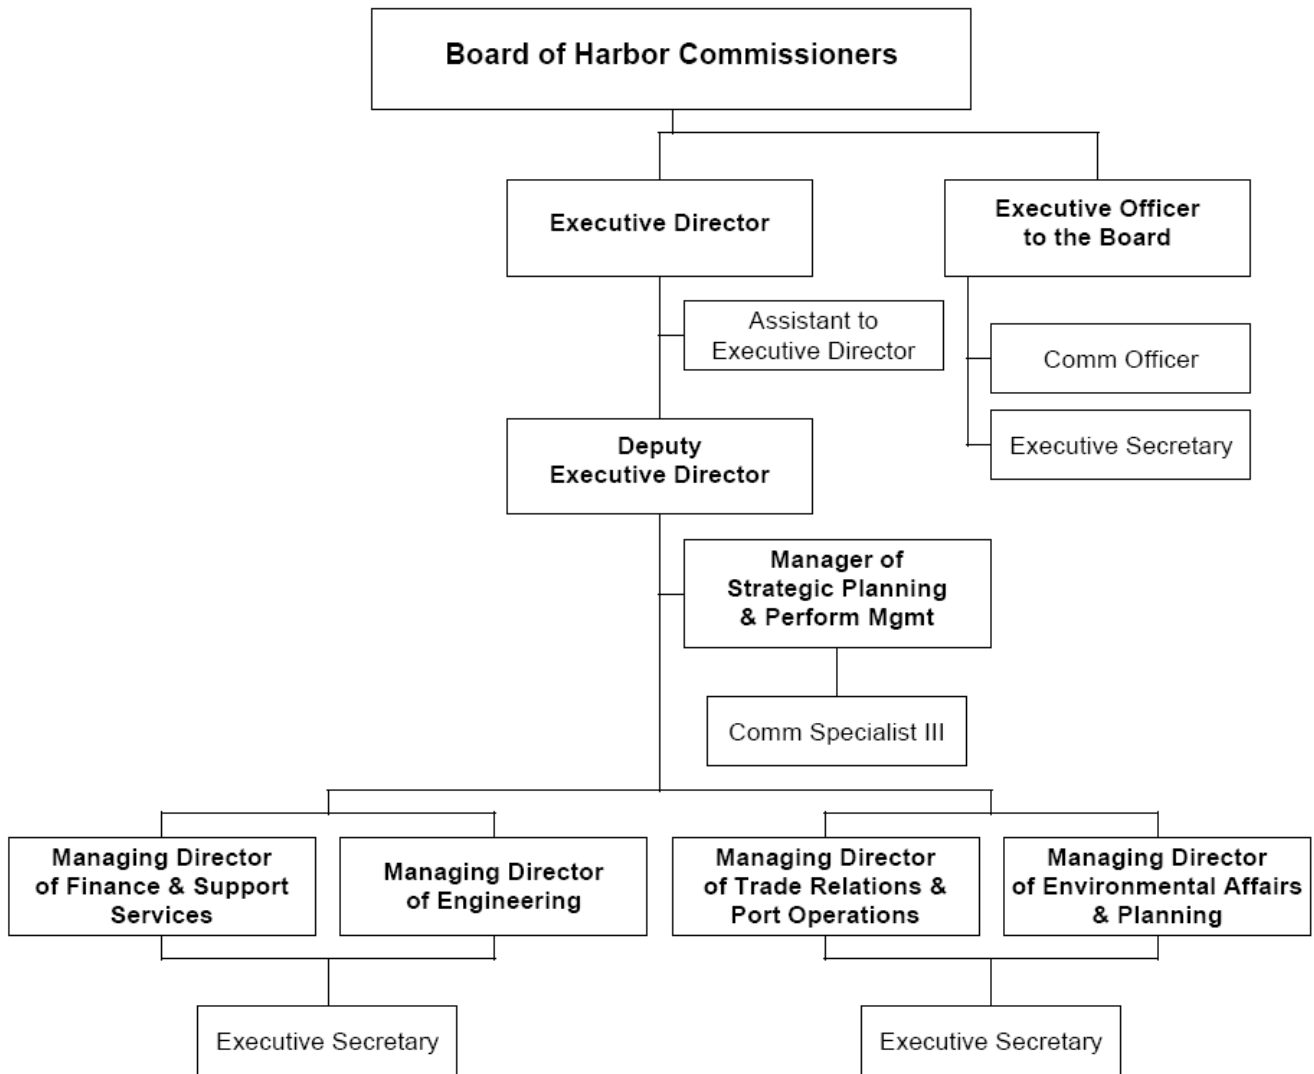 Board of Harbor Commissioners
Executive Director
Executive Officer
to the Board
Assistant to
Executive Director
Comm Officer
Executive Secretary
Deputy
Executive Director
Manager of
Strategic Planning
& Perform Mgmt
Comm Specialist III
Managing Director
of Finance & Support
Services
Managing Director
of Engineering
Managing Director
of Trade Relations &
Port Operations
Managing Director
of Environmental Affairs
& Planning
Executive Secretary
Executive Secretary